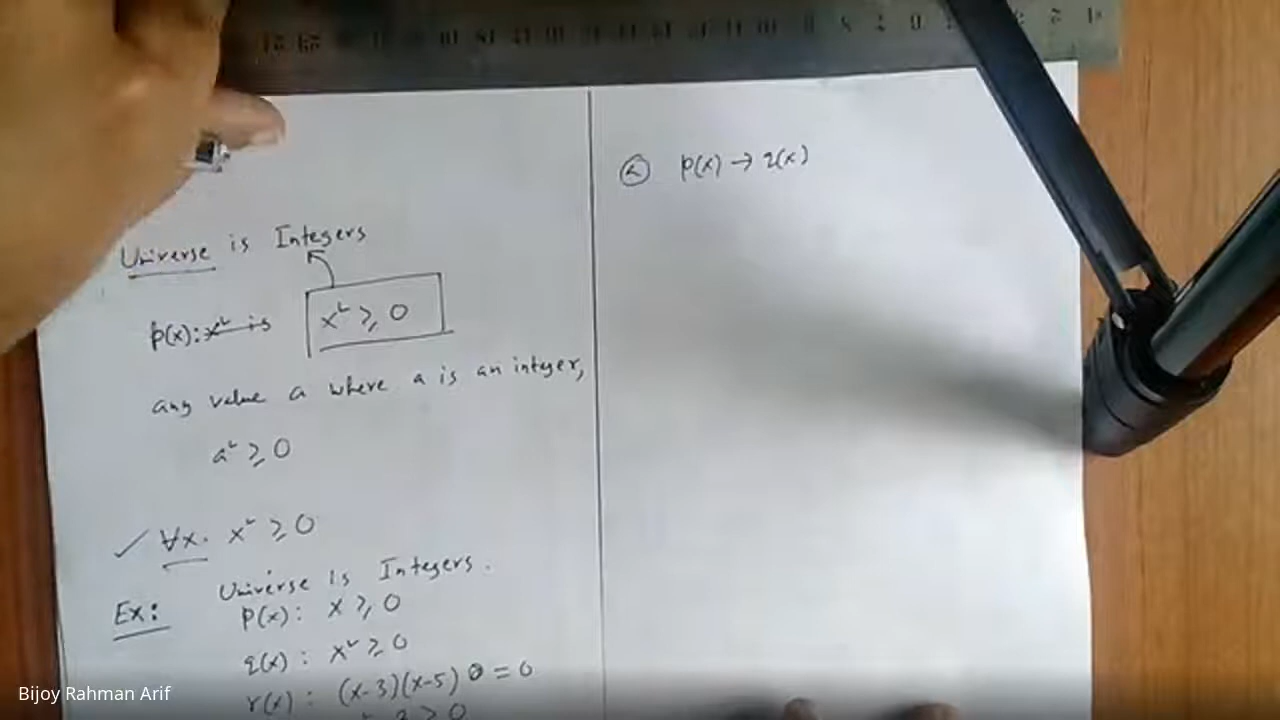 Universe is Integers
p(x): x² is x² ≥ 0
any value a where a is an integer,
a² ≥ 0
✓ ∀x. x² ≥ 0
Universe is Integers.
Ex: p(x): x ≥ 0
q(x): x² ≥ 0
r(x): (x-3)(x-5) = 0
p(x) → q(x)
Bijoy Rahman Arif